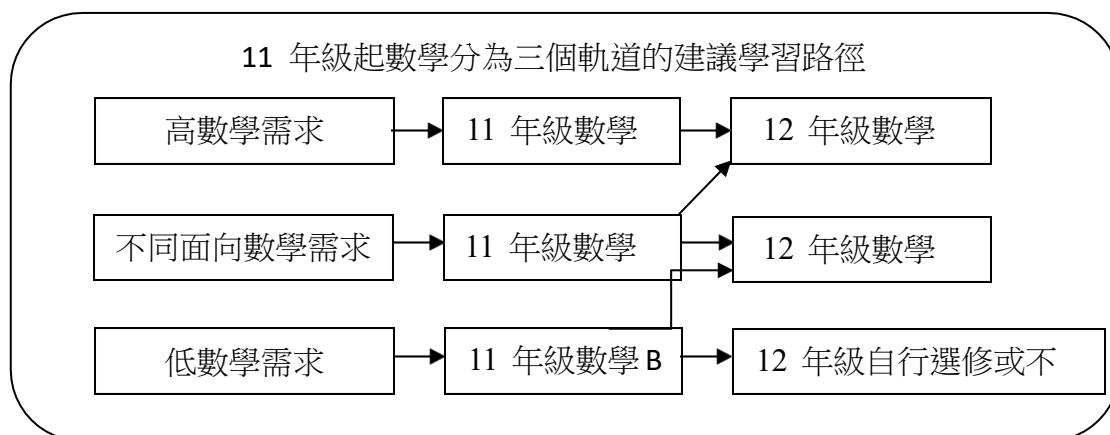 11 年級起數學分為三個軌道的建議學習路徑
高數學需求
11 年級數學
12 年級數學
不同面向數學需求
11 年級數學
12 年級數學
低數學需求
11 年級數學 B
12 年級自行選修或不